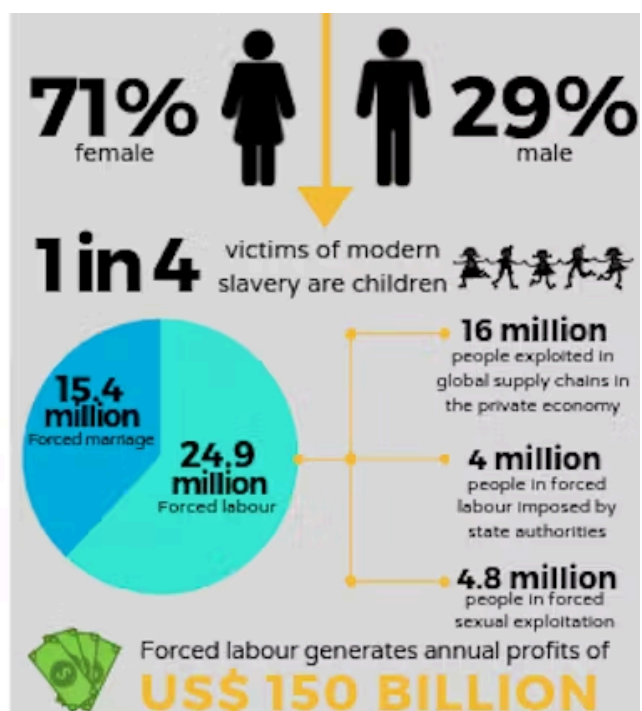 71%
female
29%
male
1 in 4
victims of modern
slavery are children
15.4
million
Forced marriage
24.9
million
Forced labour
16 million
people exploited in
global supply chains in
the private economy
4 million
people in forced
labour imposed by
state authorities
4.8 million
people in forced
sexual exploitation
Forced labour generates annual profits of
US$ 150 BILLION